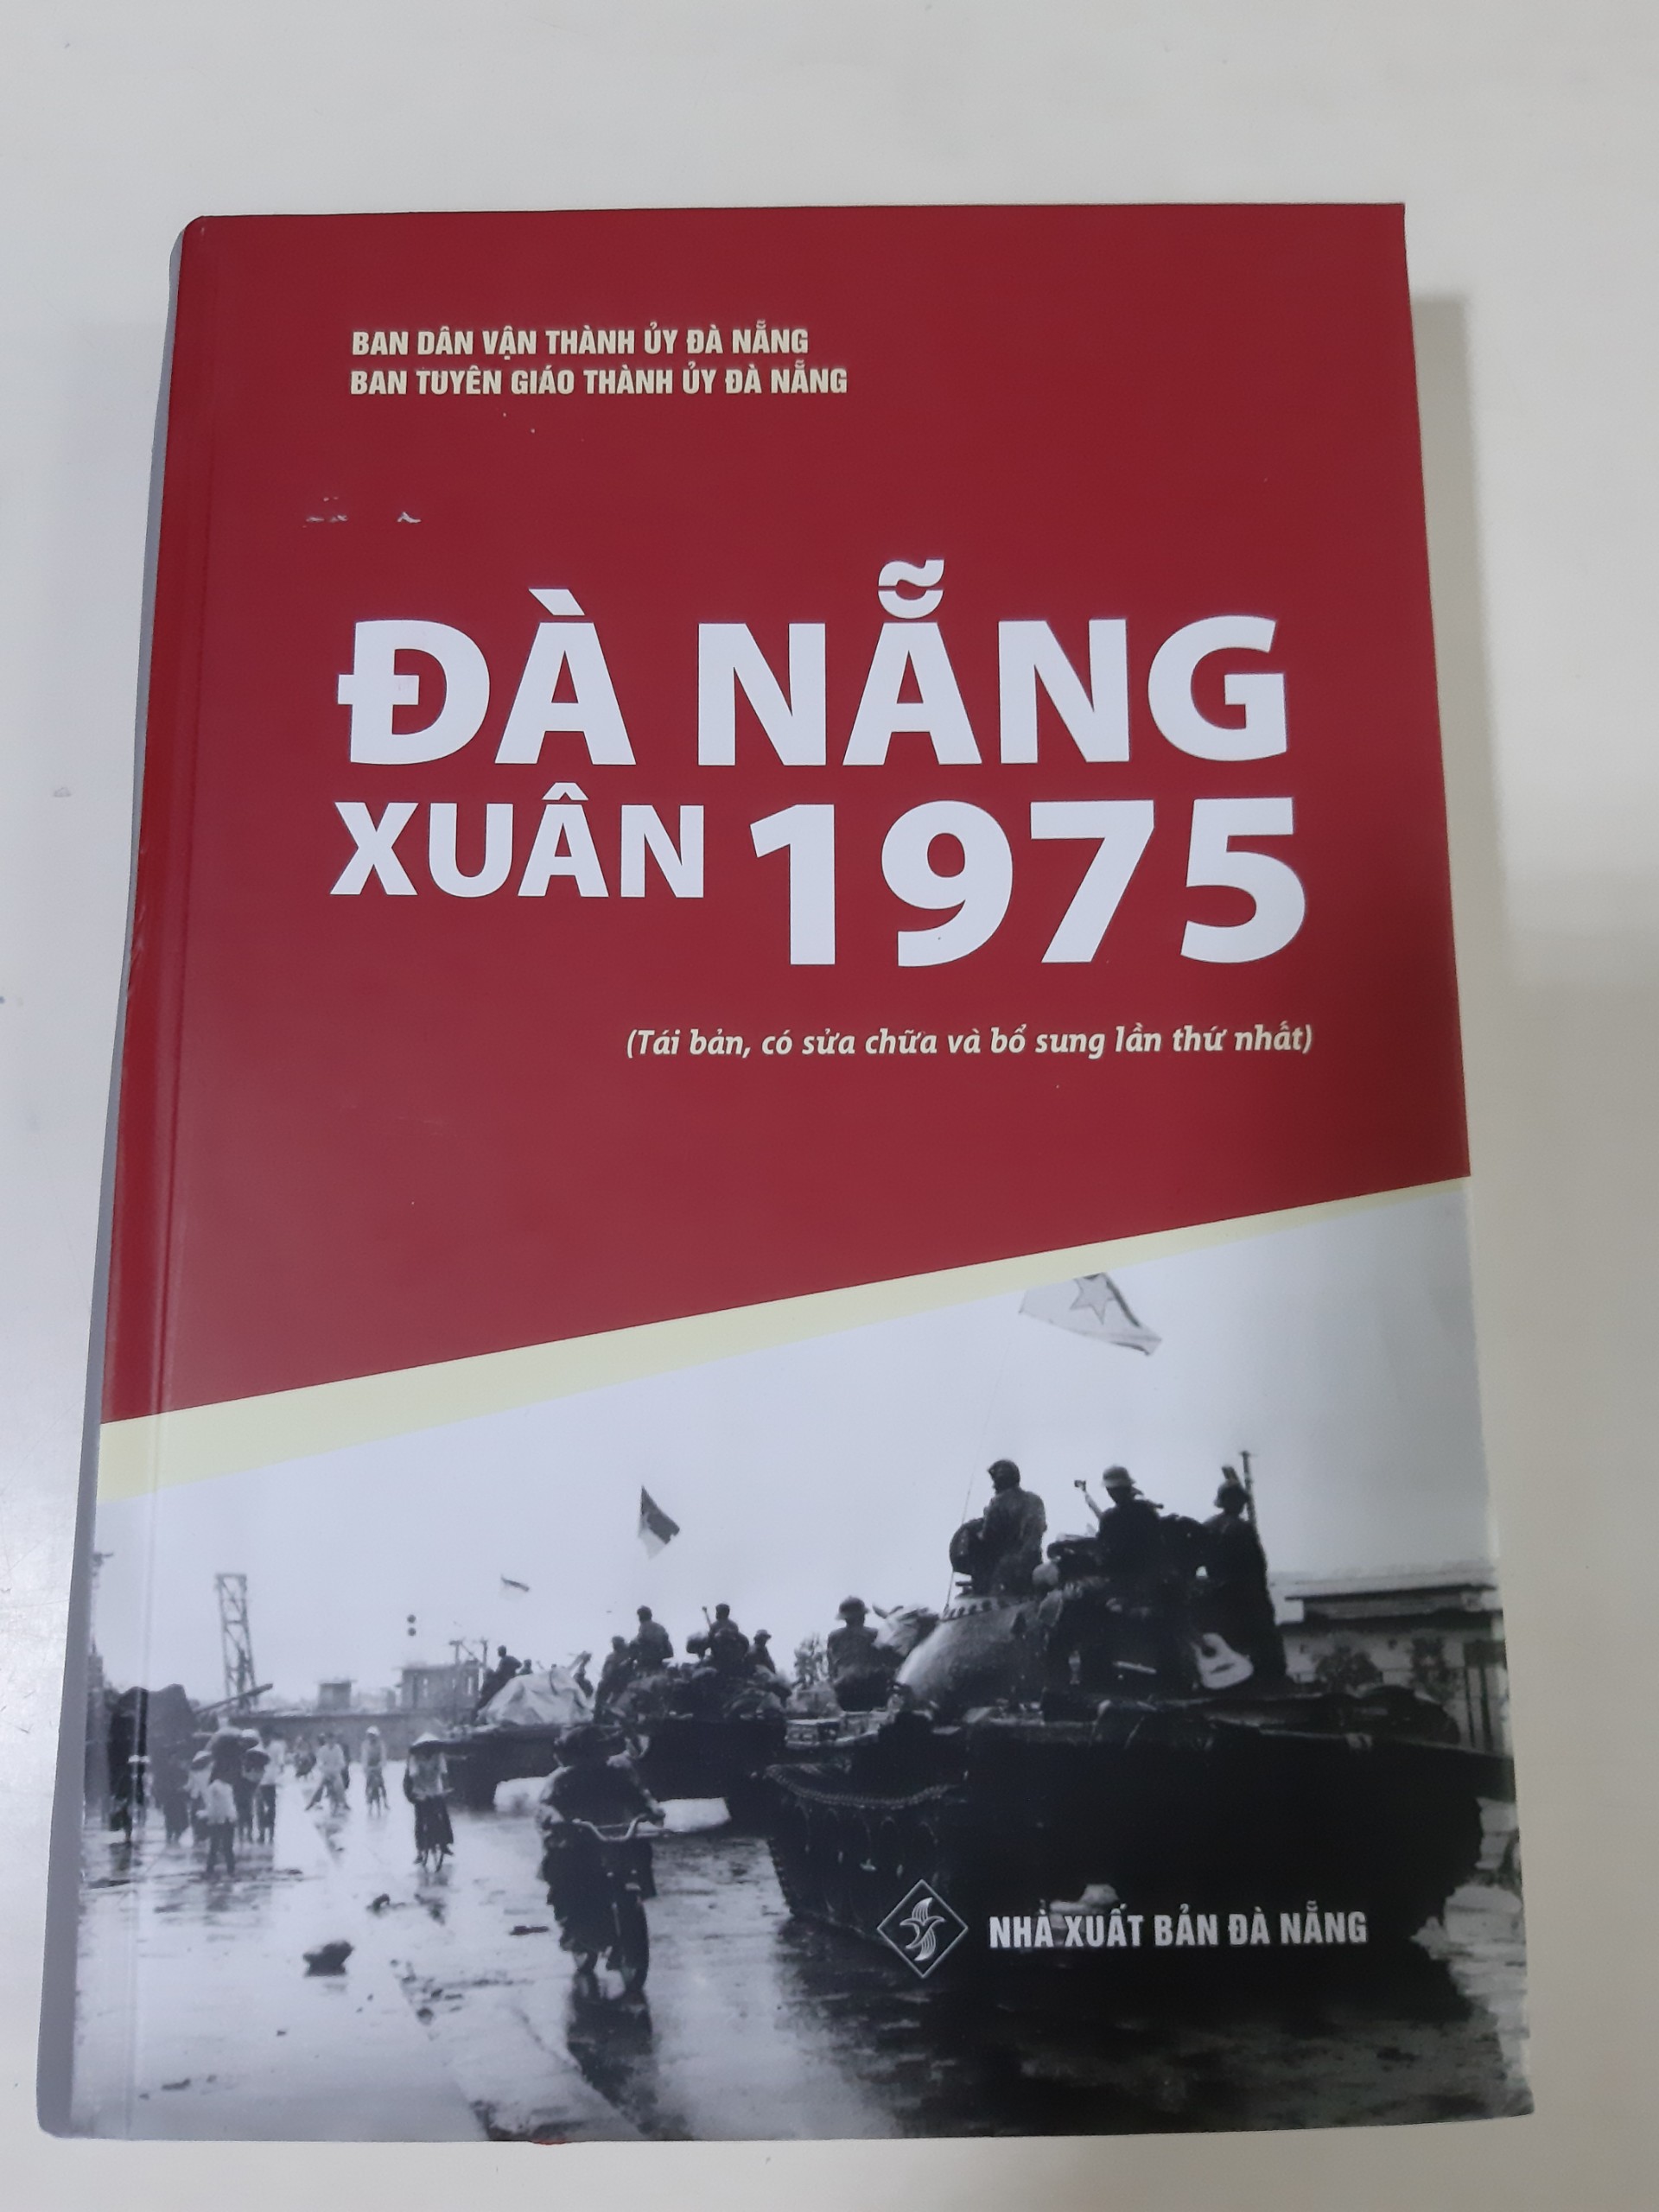 BAN DÂN VẬN THÀNH ỦY ĐÀ NẴNG
BAN TUYÊN GIÁO THÀNH ỦY ĐÀ NẴNG
ĐÀ NẴNG
XUÂN 1975
(Tái bản, có sửa chữa và bổ sung lần thứ nhất)
NHÀ XUẤT BẢN ĐÀ NẴNG